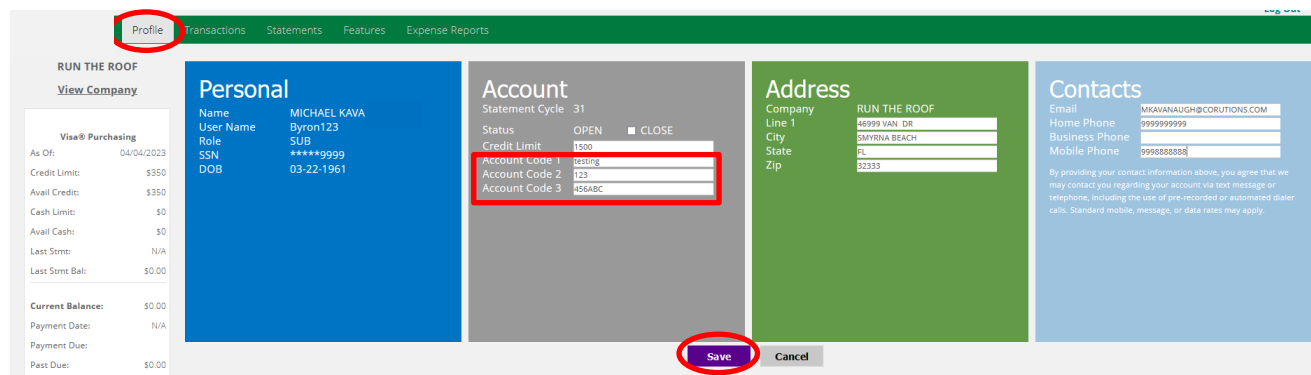 Log Out
Profile Transactions Statements Features Expense Reports
RUN THE ROOF
View Company
Visa® Purchasing
As Of: 04/04/2023
Credit Limit: $350
Avail Credit: $350
Cash Limit: $0
Avail Cash: $0
Last Stmt: N/A
Last Stmt Bal: $0.00
Current Balance: $0.00
Payment Date: N/A
Payment Due:
Past Due: $0.00
Personal
Name MICHAEL KAVA
User Name Byron123
Role SUB
SSN *****9999
DOB 03-22-1961
Account
Statement Cycle 31
Status OPEN CLOSE
Credit Limit 1500
Account Code 1 testing
Account Code 2 123
Account Code 3 456ABC
Address
Company RUN THE ROOF
Line 1 46999 VAN DR
City SMYRNA BEACH
State FL
Zip 32333
Contacts
Email MKAVANAUGH@CORUTIONS.COM
Home Phone 9999999999
Business Phone
Mobile Phone 9998888888
By providing your contact information above, you agree that we
may contact you regarding your account via text message or
telephone, including the use of pre-recorded or automated dialer
calls. Standard mobile, message, or data rates may apply.
Save Cancel